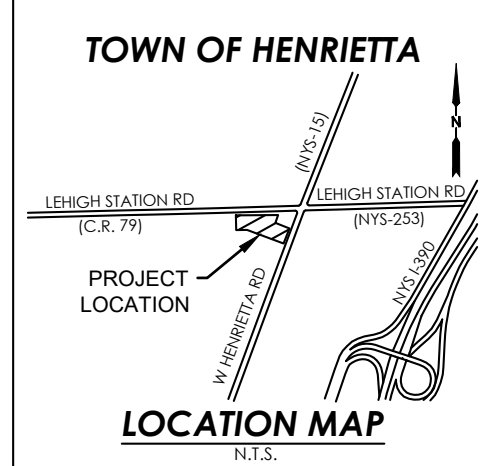 TOWN OF HENRIETTA
(NYS-15)
N
LEHIGH STATION RD
LEHIGH STATION RD
(C.R. 79)
(NYS-253)
PROJECT
LOCATION
W HENRIETTA RD
NYS I-390
LOCATION MAP
N.T.S.